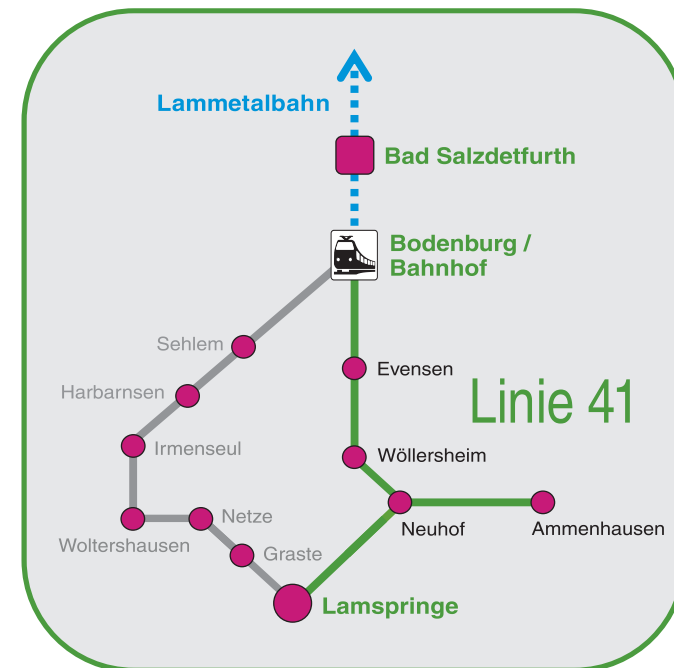 Lammetalbahn
Bad Salzdetfurth
Bodenburg /
Bahnhof
Sehlem
Evensen
Harbarnsen
Linie 41
Irmenseul
Wöllersheim
Netze
Neuhof
Ammenhausen
Woltershausen
Graste
Lamspringe